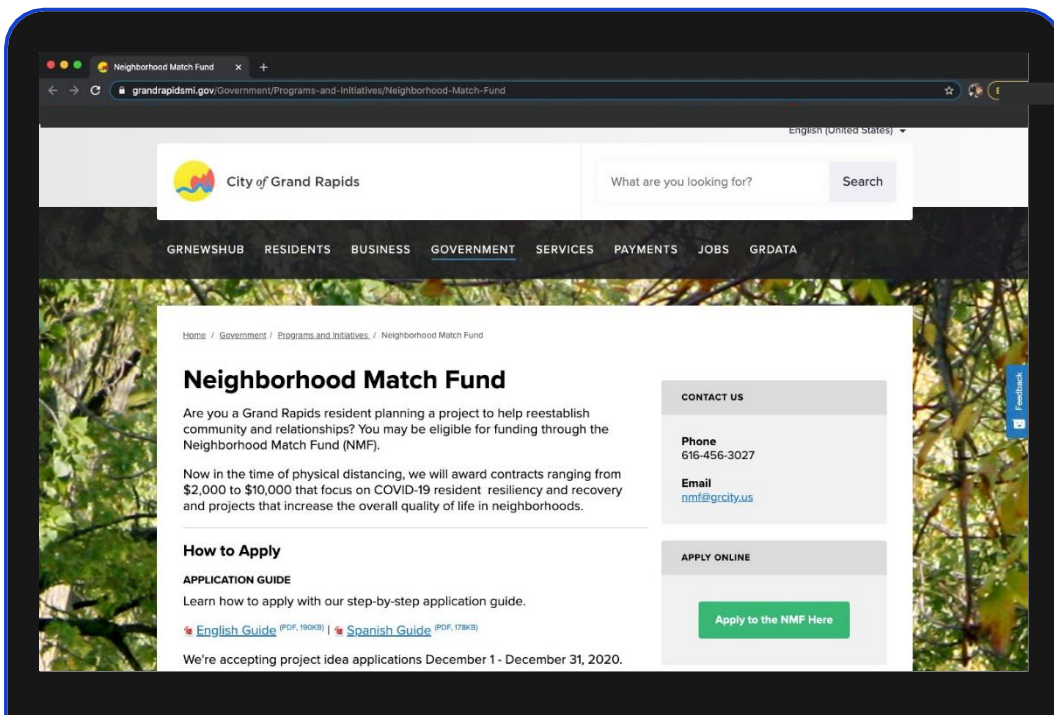 Neighborhood Match Fund
grandrapidsmi.gov/Government/Programs-and-Initiatives/Neighborhood-Match-Fund
English (United States)
City of Grand Rapids
What are you looking for?
Search
GRNEWSHUB RESIDENTS BUSINESS GOVERNMENT SERVICES PAYMENTS JOBS GRDATA
Home / Government / Programs and Initiatives / Neighborhood Match Fund
Neighborhood Match Fund
Are you a Grand Rapids resident planning a project to help reestablish
community and relationships? You may be eligible for funding through the
Neighborhood Match Fund (NMF).
Now in the time of physical distancing, we will award contracts ranging from
$2,000 to $10,000 that focus on COVID-19 resident resiliency and recovery
and projects that increase the overall quality of life in neighborhoods.
How to Apply
APPLICATION GUIDE
Learn how to apply with our step-by-step application guide.
English Guide (PDF, 190KB) | Spanish Guide (PDF, 178KB)
We're accepting project idea applications December 1 - December 31, 2020.
CONTACT US
Phone
616-456-3027
Email
nmf@grcity.us
APPLY ONLINE
Apply to the NMF Here
Feedback